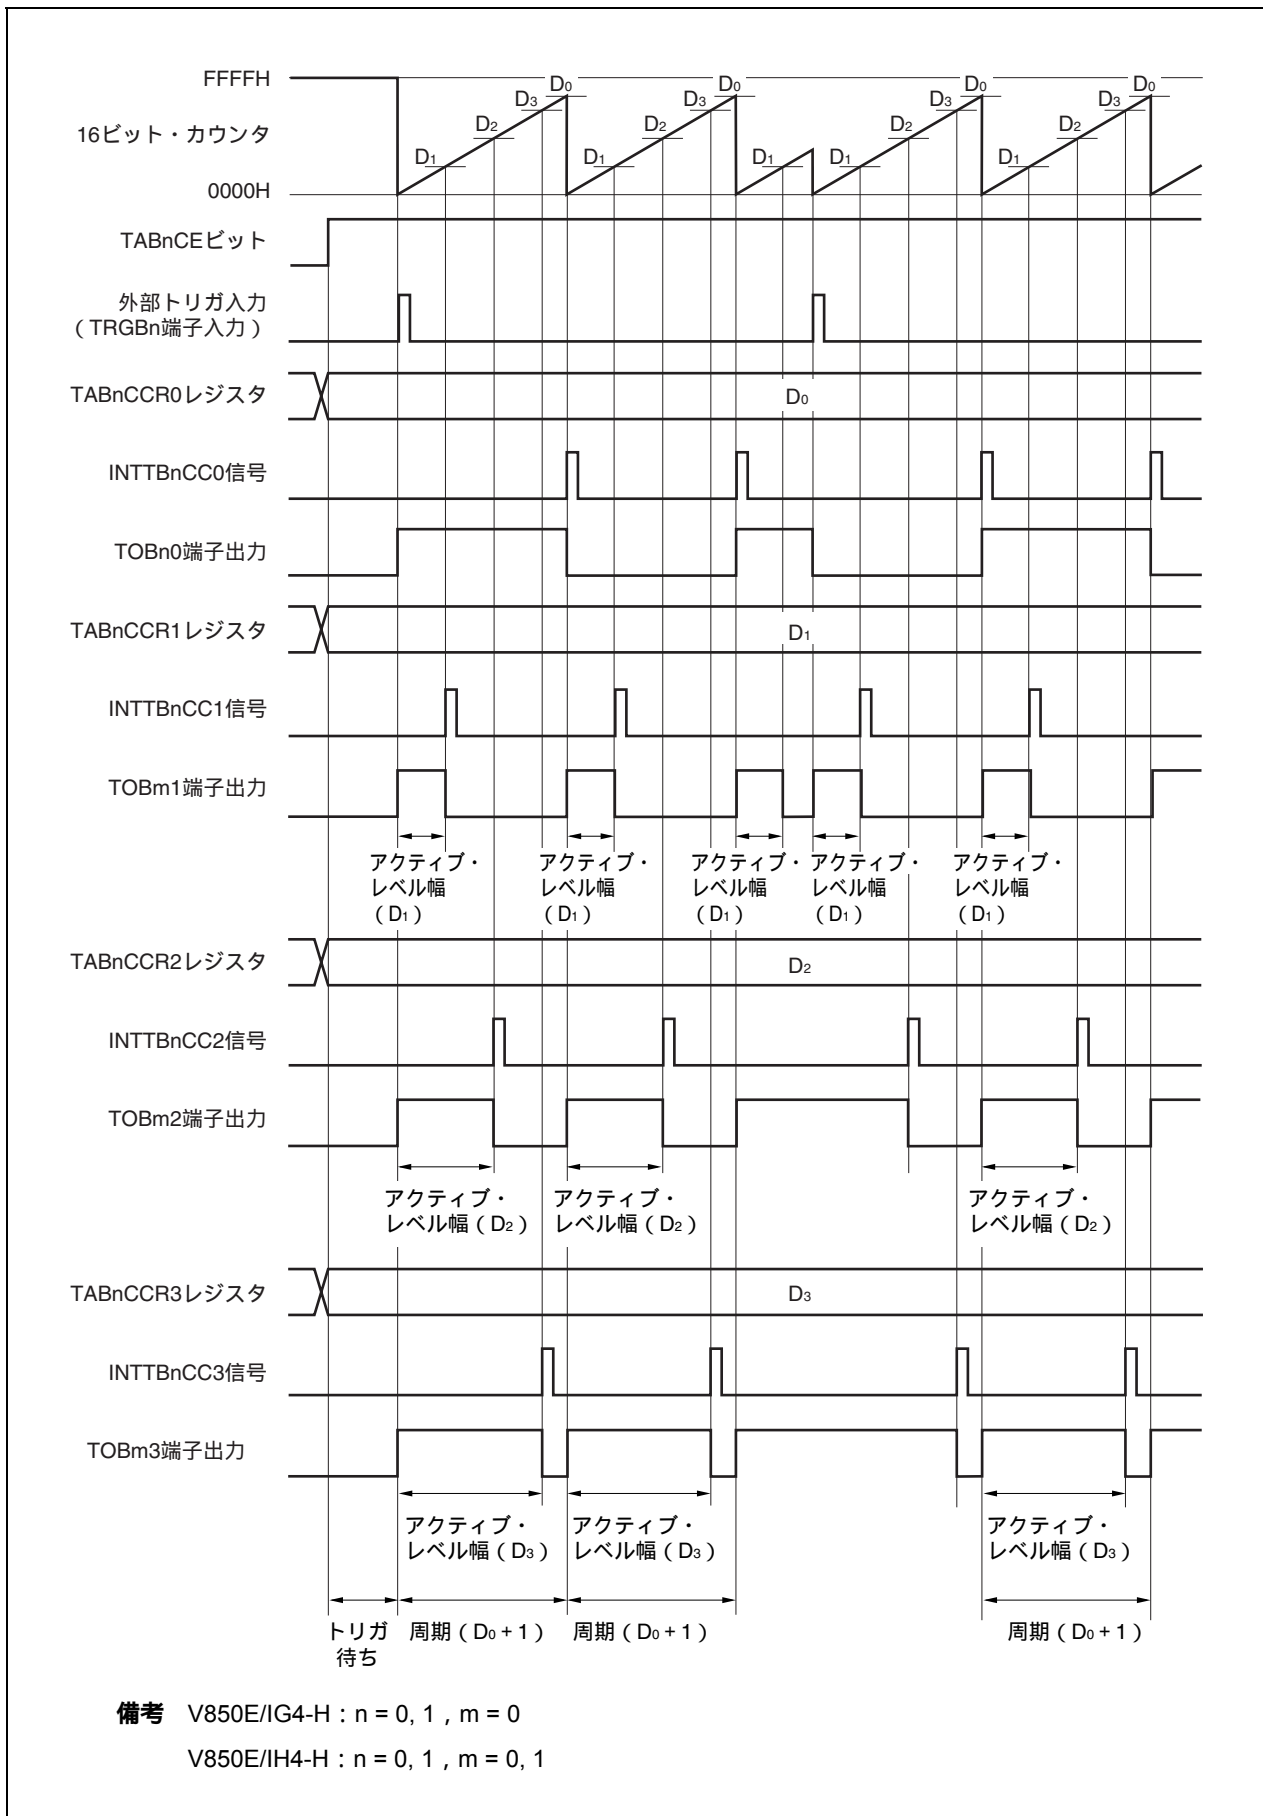 FFFFH
D0 D0 D0 D0
D3 D3 D3 D3
16ビット・カウンタ
D2 D2 D2 D2
D1 D1 D1 D1 D1
0000H
TABnCEビット
外部トリガ入力
（TRGBn端子入力）
TABnCCR0レジスタ
D0
INTTBnCC0信号
TOBn0端子出力
TABnCCR1レジスタ
D1
INTTBnCC1信号
TOBm1端子出力
アクティブ・ アクティブ・ アクティブ・ アクティブ・ アクティブ・
レベル幅 レベル幅 レベル幅 レベル幅 レベル幅
（D1） （D1） （D1） （D1） （D1）
TABnCCR2レジスタ
D2
INTTBnCC2信号
TOBm2端子出力
アクティブ・ アクティブ・ アクティブ・
レベル幅（D2） レベル幅（D2） レベル幅（D2）
TABnCCR3レジスタ
D3
INTTBnCC3信号
TOBm3端子出力
アクティブ・ アクティブ・ アクティブ・
レベル幅（D3） レベル幅（D3） レベル幅（D3）
トリガ 周期（D0 + 1） 周期（D0 + 1） 周期（D0 + 1）
待ち
備考 V850E/IG4-H：n = 0, 1，m = 0
V850E/IH4-H：n = 0, 1，m = 0, 1